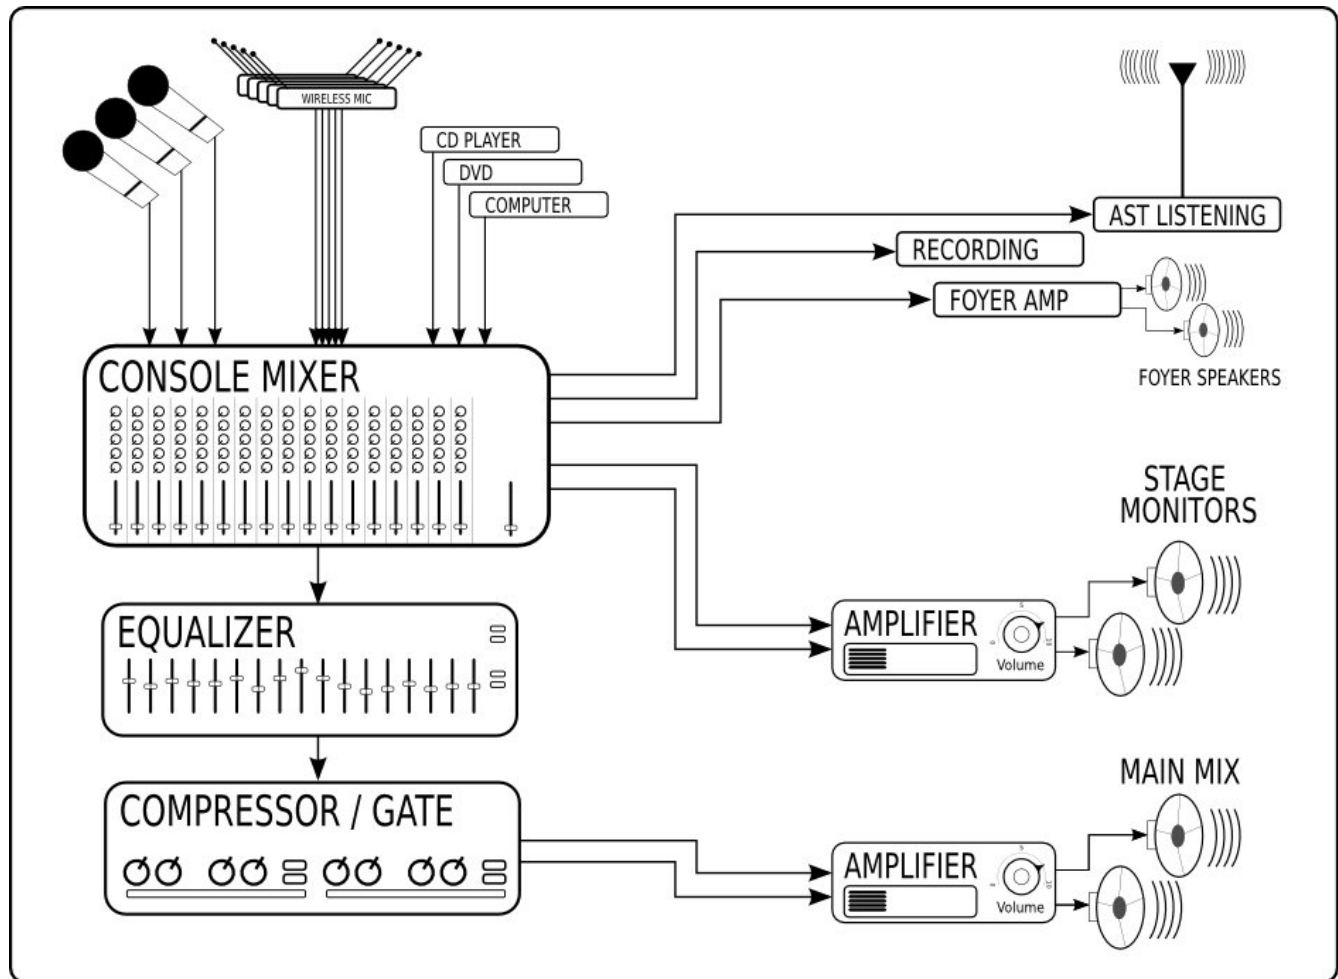 WIRELESS MIC
CD PLAYER
DVD
COMPUTER
AST LISTENING
RECORDING
FOYER AMP
FOYER SPEAKERS
CONSOLE MIXER
STAGE
MONITORS
EQUALIZER
AMPLIFIER
Volume
MAIN MIX
COMPRESSOR / GATE
AMPLIFIER
Volume